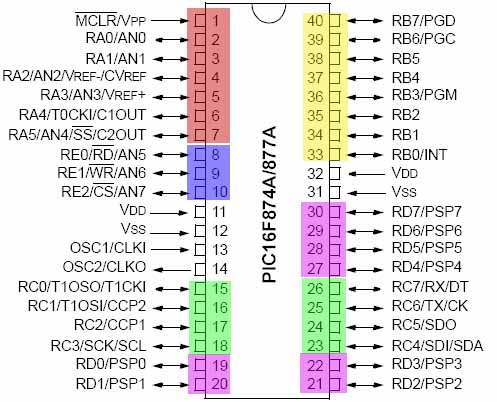 MCLR/VPP 1 40 RB7/PGD
RA0/AN0 2 39 RB6/PGC
RA1/AN1 3 38 RB5
RA2/AN2/VREF-/CVREF 4 37 RB4
RA3/AN3/VREF+ 5 36 RB3/PGM
RA4/T0CKI/C1OUT 6 35 RB2
RA5/AN4/SS/C2OUT 7 34 RB1
RE0/RD/AN5 8 33 RB0/INT
RE1/WR/AN6 9 32 VDD
RE2/CS/AN7 10 31 VSS
VDD 11 30 RD7/PSP7
VSS 12 29 RD6/PSP6
OSC1/CLKI 13 28 RD5/PSP5
OSC2/CLKO 14 27 RD4/PSP4
RC0/T1OSO/T1CKI 15 26 RC7/RX/DT
RC1/T1OSI/CCP2 16 25 RC6/TX/CK
RC2/CCP1 17 24 RC5/SDO
RC3/SCK/SCL 18 23 RC4/SDI/SDA
RD0/PSP0 19 22 RD3/PSP3
RD1/PSP1 20 21 RD2/PSP2
PIC16F874A/877A